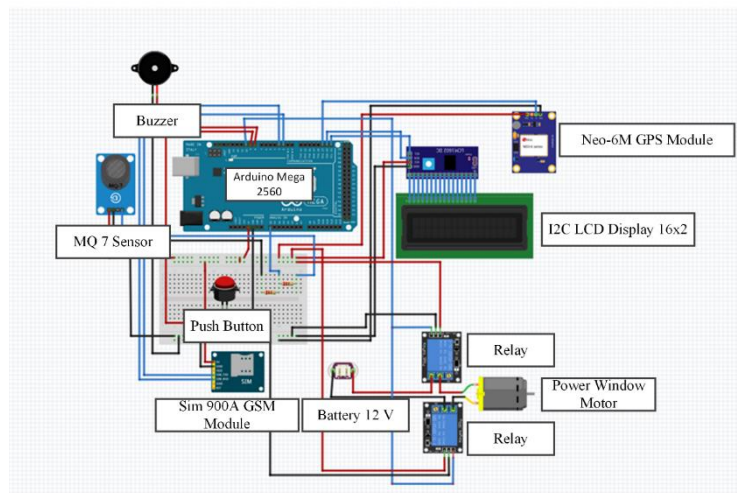 Buzzer
Arduino Mega
2560
Neo-6M GPS Module
I2C LCD Display 16x2
MQ 7 Sensor
Push Button
SIM
Sim 900A GSM
Module
Battery 12 V
Relay
Power Window
Motor
Relay